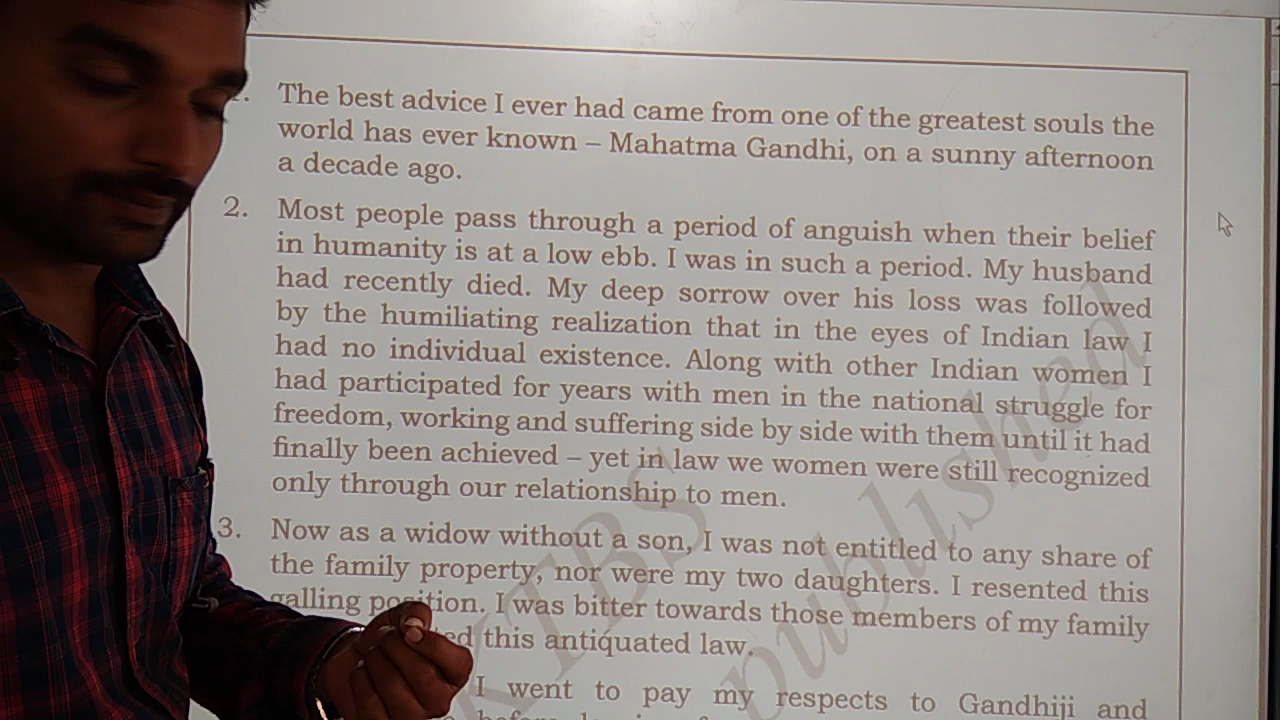 The best advice I ever had came from one of the greatest souls the
world has ever known – Mahatma Gandhi, on a sunny afternoon
a decade ago.
2. Most people pass through a period of anguish when their belief
in humanity is at a low ebb. I was in such a period. My husband
had recently died. My deep sorrow over his loss was followed
by the humiliating realization that in the eyes of Indian law I
had no individual existence. Along with other Indian women I
had participated for years with men in the national struggle for
freedom, working and suffering side by side with them until it had
finally been achieved – yet in law we women were still recognized
only through our relationship to men.
3. Now as a widow without a son, I was not entitled to any share of
the family property, nor were my two daughters. I resented this
galling position. I was bitter towards those members of my family
this antiquated law.
I went to pay my respects to Gandhiji and
KTBS
published